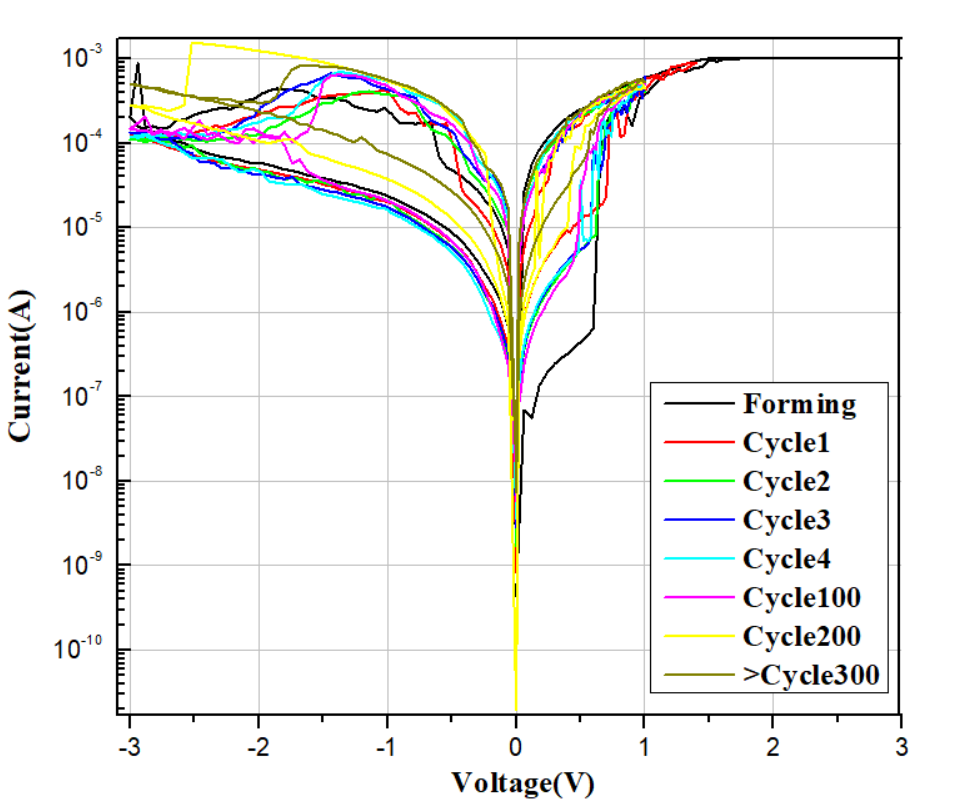 10-3
10-4
10-5
10-6
10-7
10-8
10-9
10-10
Current(A)
-3 -2 -1 0 1 2 3
Voltage(V)
Forming
Cycle1
Cycle2
Cycle3
Cycle4
Cycle100
Cycle200
>Cycle300